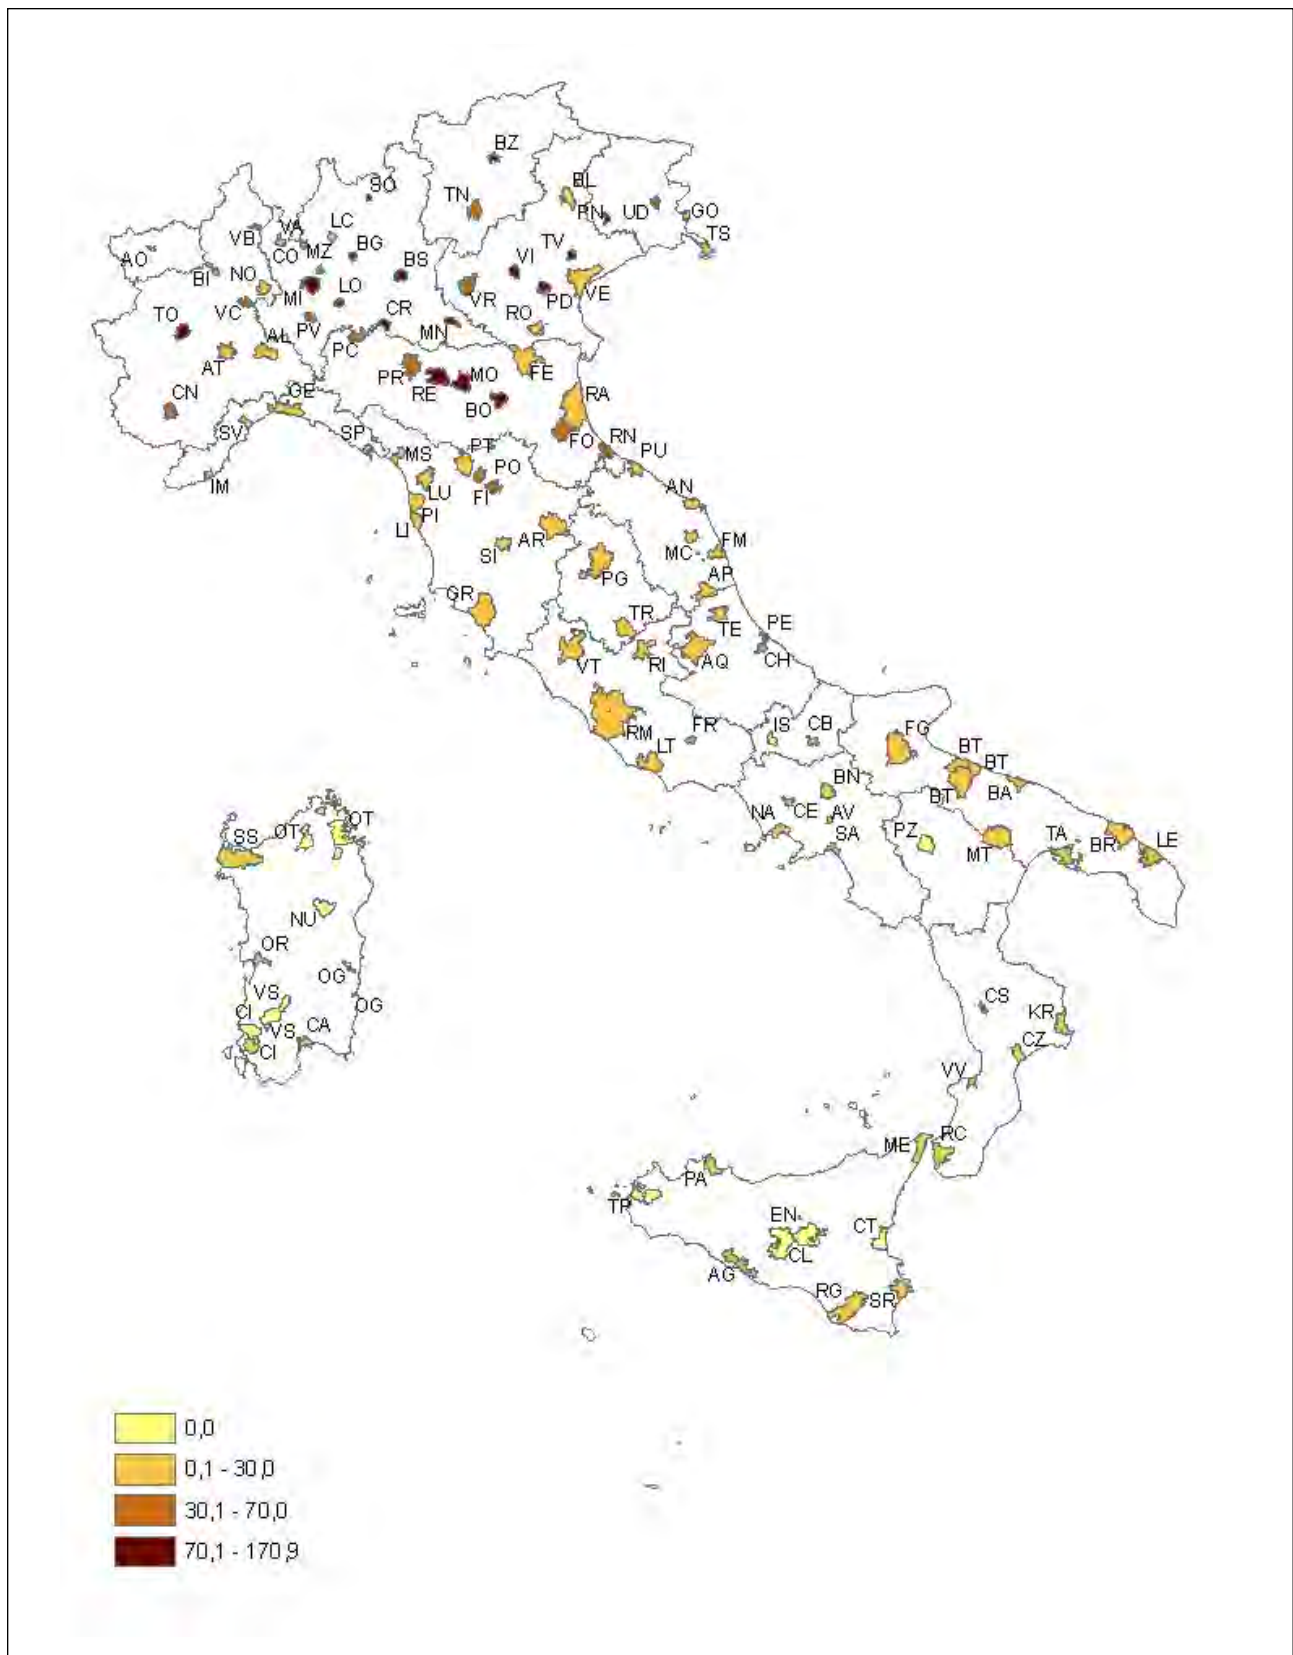 BZ
SO
BL
TN
PN
UD
GO
TS
VA
LC
VB
CO
MZ
BG
TV
AO
BI
NO
BS
VI
MI
LO
VR
PD
VE
TO
VC
PV
CR
MN
RO
AL
PC
AT
PR
MO
FE
RE
CN
GE
BO
RA
SV
SP
FO
RN
MS
PT
PU
PO
IM
LU
FI
AN
PI
LI
AR
SI
MC
FM
PG
AP
GR
TR
TE
PE
VT
RI
AQ
CH
RM
FR
IS
CB
FG
LT
BT
BT
BN
BT
BA
NA
CE
AV
SS
OT
OT
SA
PZ
MT
TA
BR
LE
NU
OR
OG
VS
OG
CI
VS
CA
CI
CS
KR
CZ
VV
ME
RC
PA
TP
EN
CT
CL
AG
RG
SR
0,0
0,1 - 30,0
30,1 - 70,0
70,1 - 170,9